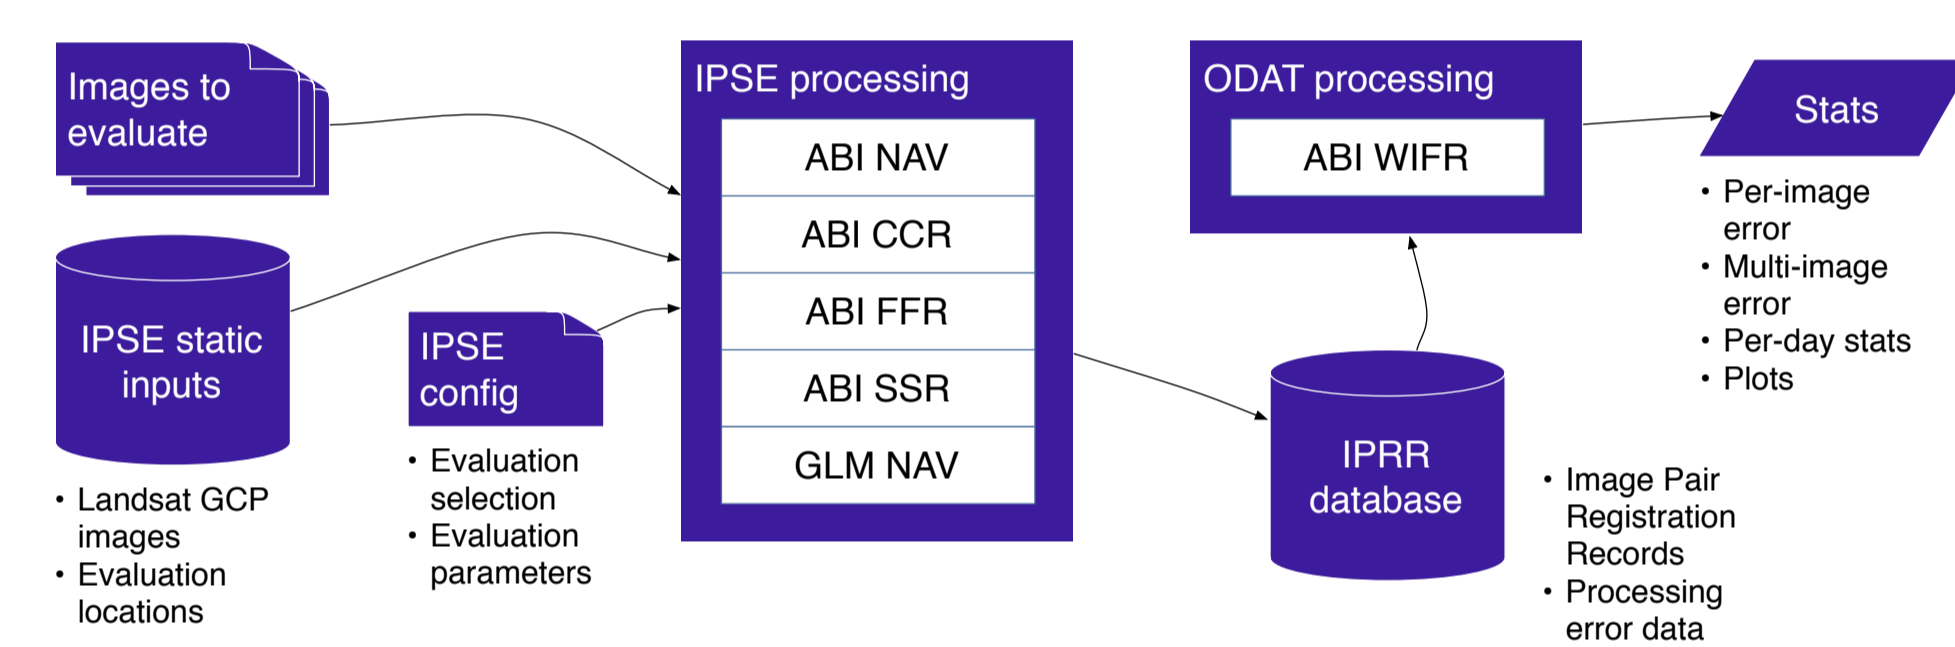 Images to
evaluate
IPSE static
inputs
• Landsat GCP
images
• Evaluation
locations
IPSE
config
• Evaluation
selection
• Evaluation
parameters
IPSE processing
ABI NAV
ABI CCR
ABI FFR
ABI SSR
GLM NAV
IPRR
database
• Image Pair
Registration
Records
• Processing
error data
ODAT processing
ABI WIFR
Stats
• Per-image
error
• Multi-image
error
• Per-day stats
• Plots